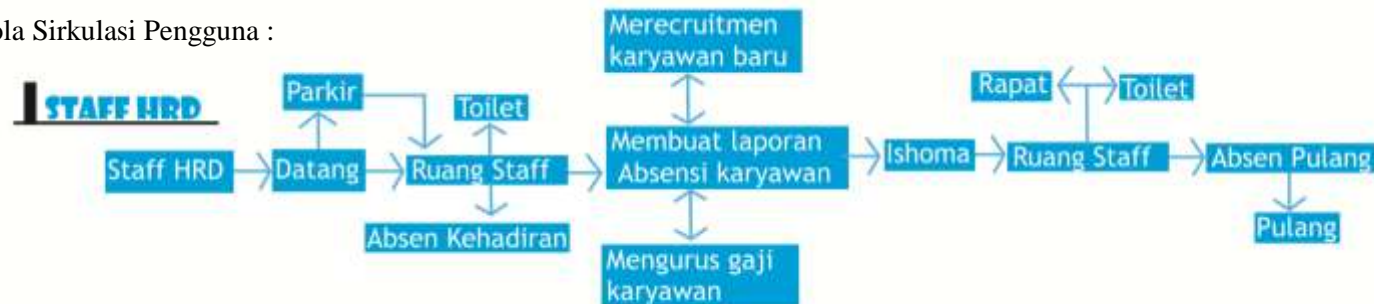 ola Sirkulasi Pengguna :
STAFF HRD
Staff HRD
Datang
Parkir
Ruang Staff
Toilet
Absen Kehadiran
Merecruitmen
karyawan baru
Membuat laporan
Absensi karyawan
Mengurus gaji
karyawan
Ishoma
Ruang Staff
Rapat
Toilet
Absen Pulang
Pulang